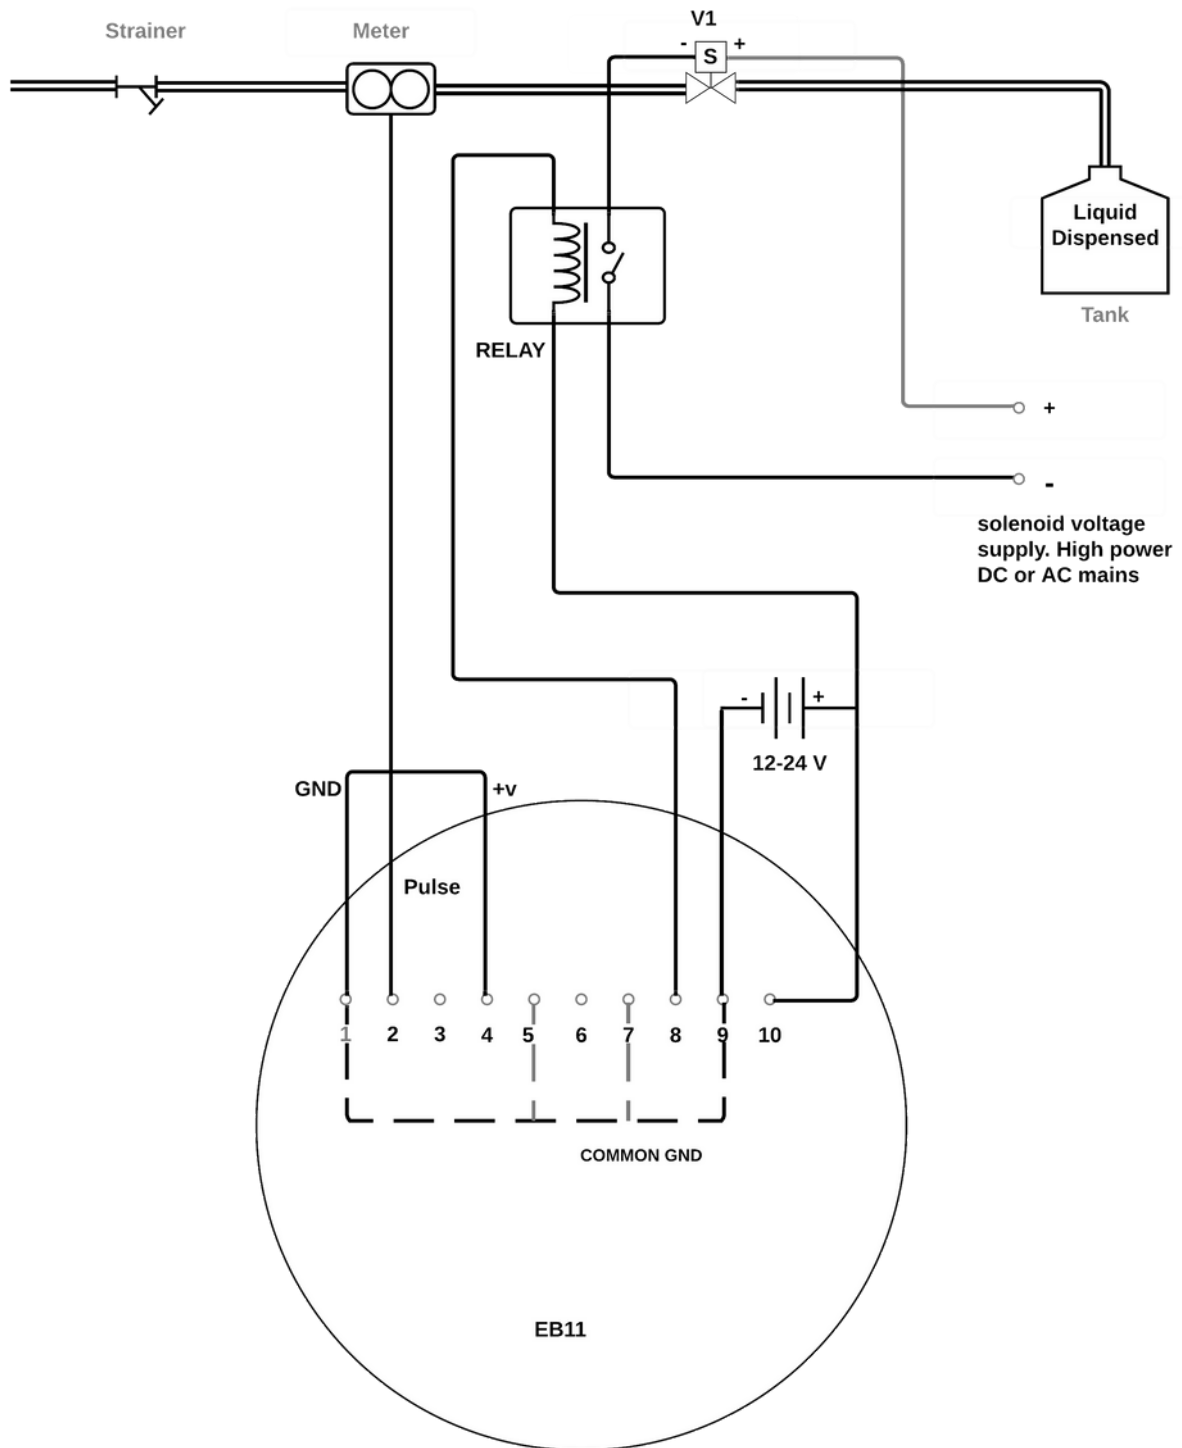 V1
Strainer
Meter
- +
S
Liquid
Dispensed
Tank
RELAY
+
-
solenoid voltage
supply. High power
DC or AC mains
- +
12-24 V
GND
+v
Pulse
1 2 3 4 5 6 7 8 9 10
COMMON GND
EB11